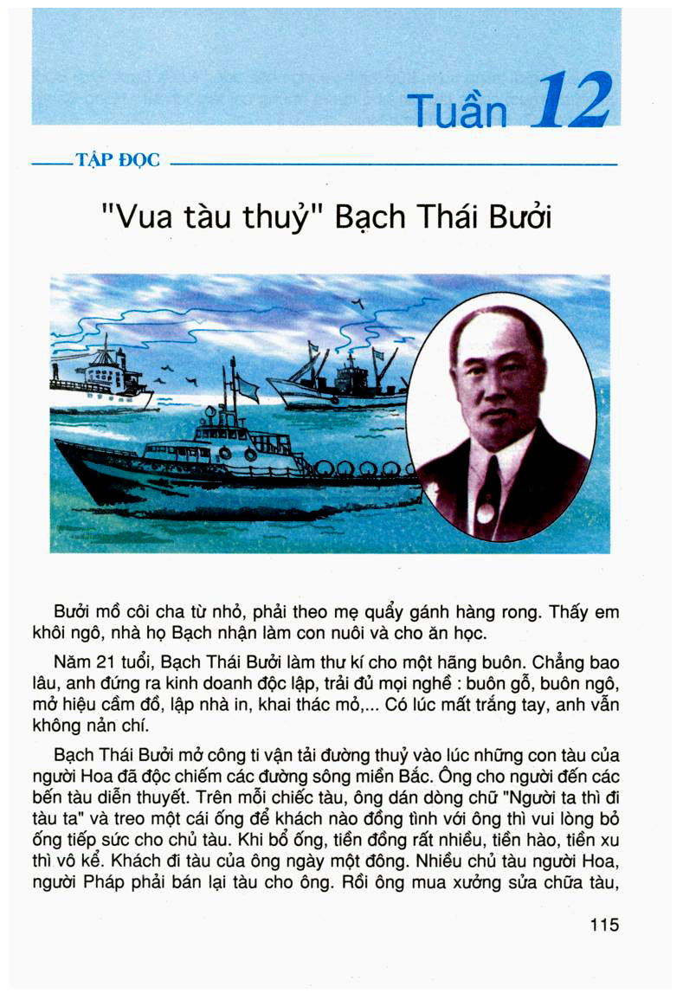 Tuần 12
TẬP ĐỌC
"Vua tàu thuỷ" Bạch Thái Bưởi
Bưởi mồ côi cha từ nhỏ, phải theo mẹ quẩy gánh hàng rong. Thấy em
khôi ngô, nhà họ Bạch nhận làm con nuôi và cho ăn học.
Năm 21 tuổi, Bạch Thái Bưởi làm thư kí cho một hãng buôn. Chẳng bao
lâu, anh đứng ra kinh doanh độc lập, trải đủ mọi nghề : buôn gỗ, buôn ngô,
mở hiệu cầm đồ, lập nhà in, khai thác mỏ,... Có lúc mất trắng tay, anh vẫn
không nản chí.
Bạch Thái Bưởi mở công ti vận tải đường thuỷ vào lúc những con tàu của
người Hoa đã độc chiếm các đường sông miền Bắc. Ông cho người đến các
bến tàu diễn thuyết. Trên mỗi chiếc tàu, ông dán dòng chữ "Người ta thì đi
tàu ta" và treo một cái ống để khách nào đồng tình với ông thì vui lòng bỏ
ống tiếp sức cho chủ tàu. Khi bổ ống, tiền đồng rất nhiều, tiền hào, tiền xu
thì vô kể. Khách đi tàu của ông ngày một đông. Nhiều chủ tàu người Hoa,
người Pháp phải bán lại tàu cho ông. Rồi ông mua xưởng sửa chữa tàu,
115